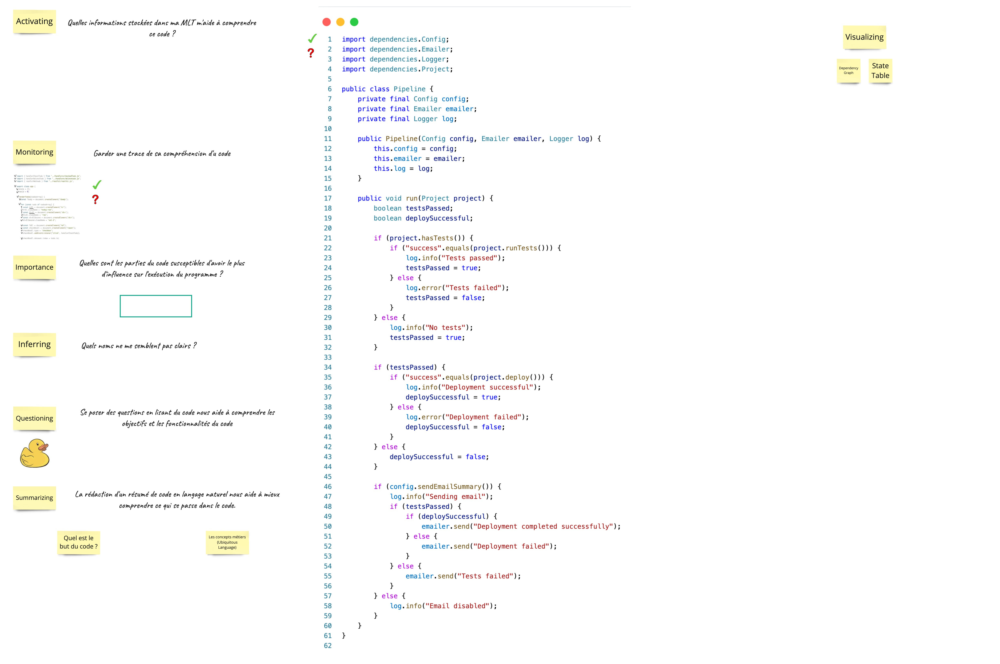 Activating
Quelles informations stockées dans ma MLT m'aide à comprendre
ce code ?
Monitoring
Garder une trace de sa compréhension d'u code
Importance
Quelles sont les parties du code susceptibles d'avoir le plus
d'influence sur l'exécution du programme ?
Inferring
Quels noms ne me semblent pas clairs ?
Questioning
Se poser des questions en lisant du code nous aide à comprendre les
objectifs et les fonctionnalités du code
Summarizing
La rédaction d'un résumé de code en langage naturel nous aide à mieux
comprendre ce qui se passe dans le code.
Quel est le
but du code ?
Les concepts métiers
(Ubiquitous
Language)
1 import dependencies.Config;
2 import dependencies.Emailer;
3 import dependencies.Logger;
4 import dependencies.Project;
5
6 public class Pipeline {
7 private final Config config;
8 private final Emailer emailer;
9 private final Logger log;
10
11 public Pipeline(Config config, Emailer emailer, Logger log) {
12 this.config = config;
13 this.emailer = emailer;
14 this.log = log;
15 }
16
17 public void run(Project project) {
18 boolean testsPassed;
19 boolean deploySuccessful;
20
21 if (project.hasTests()) {
22 if ("success".equals(project.runTests())) {
23 log.info("Tests passed");
24 testsPassed = true;
25 } else {
26 log.error("Tests failed");
27 testsPassed = false;
28 }
29 } else {
30 log.info("No tests");
31 testsPassed = true;
32 }
33
34 if (testsPassed) {
35 if ("success".equals(project.deploy())) {
36 log.info("Deployment successful");
37 deploySuccessful = true;
38 } else {
39 log.error("Deployment failed");
40 deploySuccessful = false;
41 }
42 } else {
43 deploySuccessful = false;
44 }
45
46 if (config.sendEmailSummary()) {
47 log.info("Sending email");
48 if (testsPassed) {
49 if (deploySuccessful) {
50 emailer.send("Deployment completed successfully");
51 } else {
52 emailer.send("Deployment failed");
53 }
54 } else {
55 emailer.send("Tests failed");
56 }
57 } else {
58 log.info("Email disabled");
59 }
60 }
61 }
62
Visualizing
Dependency
Graph
State
Table